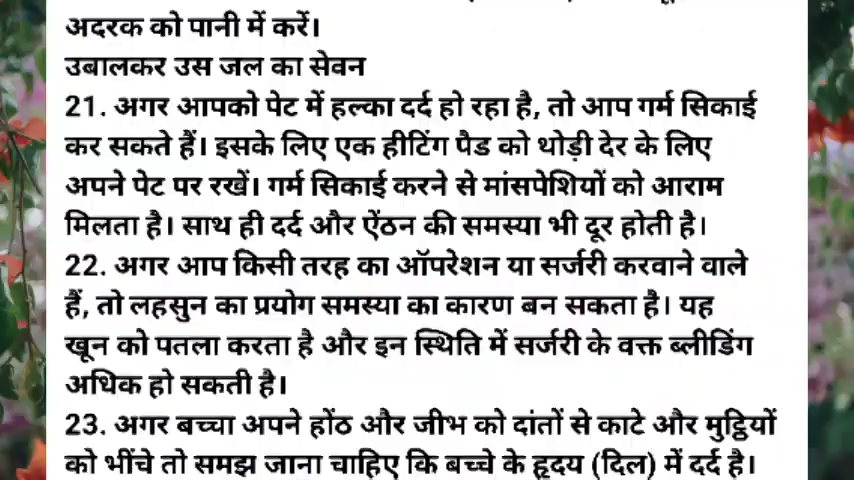 अदरक को पानी में करें।
उबालकर उस जल का सेवन
21. अगर आपको पेट में हल्का दर्द हो रहा है, तो आप गर्म सिकाई
कर सकते हैं। इसके लिए एक हीटिंग पैड को थोड़ी देर के लिए
अपने पेट पर रखें। गर्म सिकाई करने से मांसपेशियों को आराम
मिलता है। साथ ही दर्द और ऐंठन की समस्या भी दूर होती है।
22. अगर आप किसी तरह का ऑपरेशन या सर्जरी करवाने वाले
हैं, तो लहसुन का प्रयोग समस्या का कारण बन सकता है। यह
खून को पतला करता है और इन स्थिति में सर्जरी के वक्त ब्लीडिंग
अधिक हो सकती है।
23. अगर बच्चा अपने होंठ और जीभ को दांतों से काटे और मुट्ठियों
को भींचे तो समझ जाना चाहिए कि बच्चे के हृदय (दिल) में दर्द है।